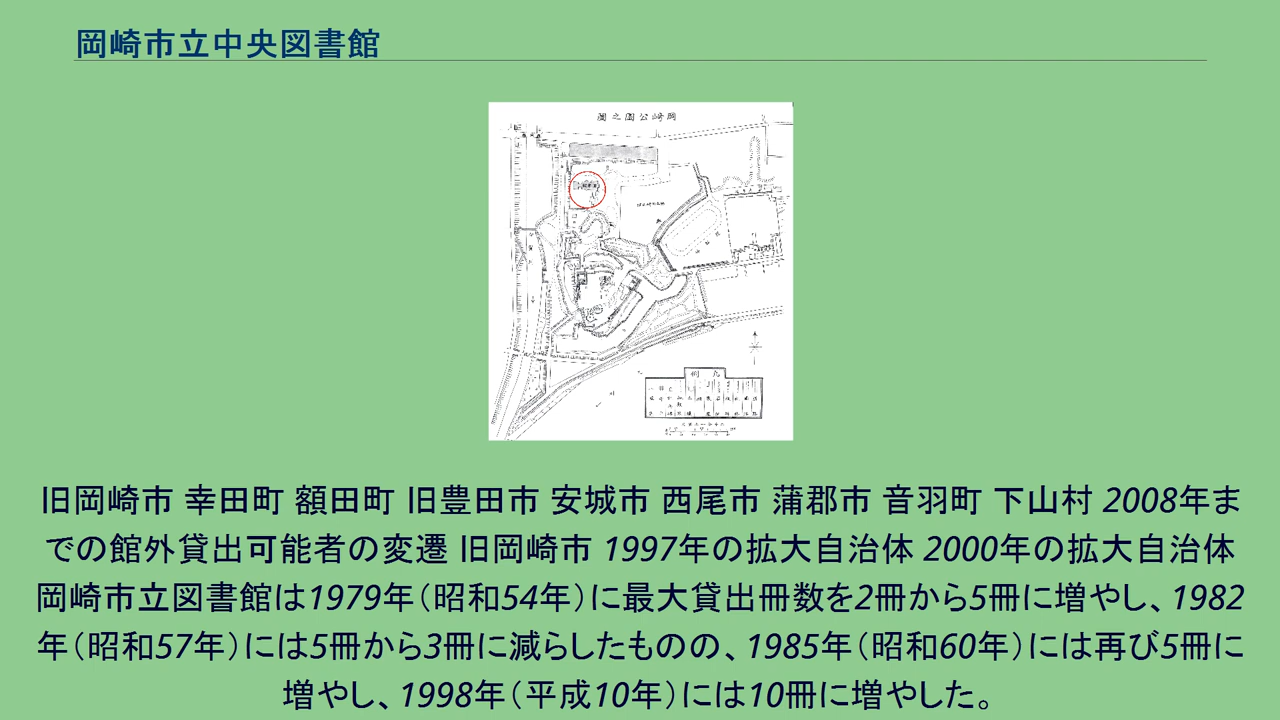 岡崎市立中央図書館
圖之園公崎岡
例 凡
旧岡崎市 幸田町 額田町 旧豊田市 安城市 西尾市 蒲郡市 音羽町 下山村 2008年ま
での館外貸出可能者の変遷 旧岡崎市 1997年の拡大自治体 2000年の拡大自治体
岡崎市立図書館は1979年（昭和54年）に最大貸出冊数を2冊から5冊に増やし、1982
年（昭和57年）には5冊から3冊に減らしたものの、1985年（昭和60年）には再び5冊に
増やし、1998年（平成10年）には10冊に増やした。